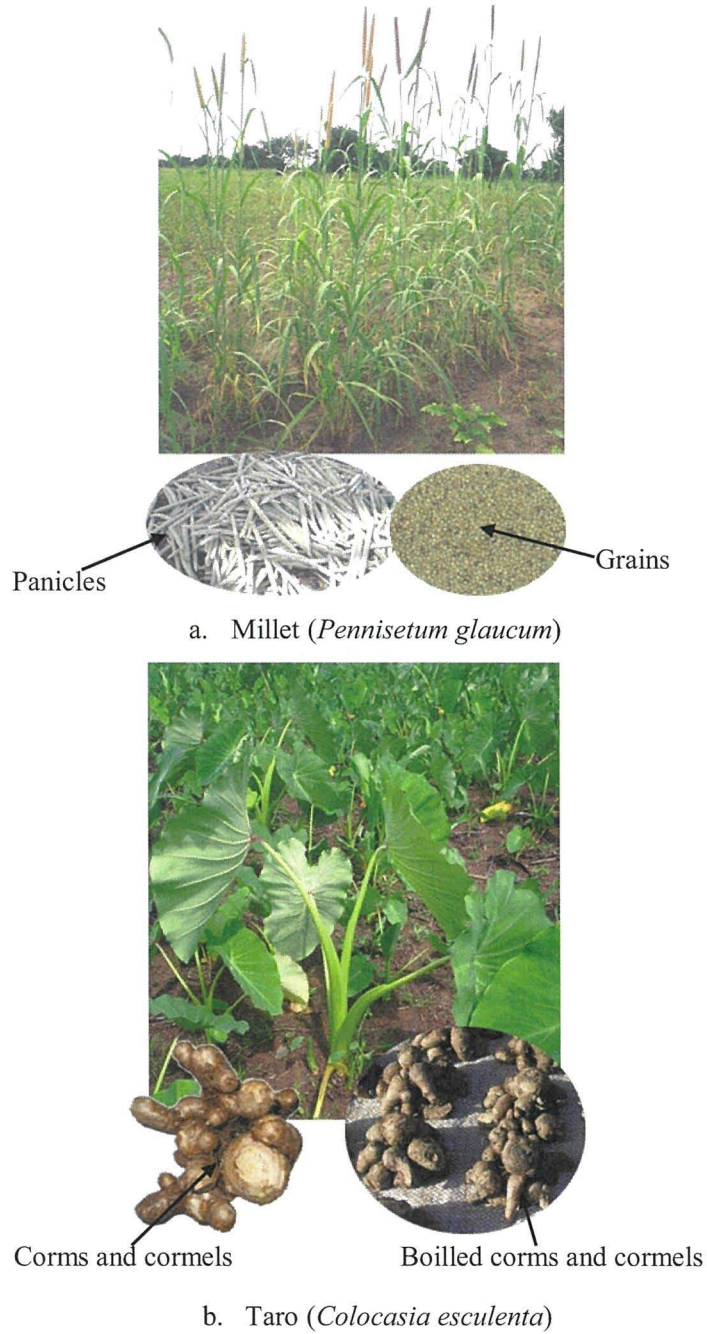 Panicles
Grains
a. Millet (Pennisetum glaucum)
Corms and cormels
Boilled corms and cormels
b. Taro (Colocasia esculenta)